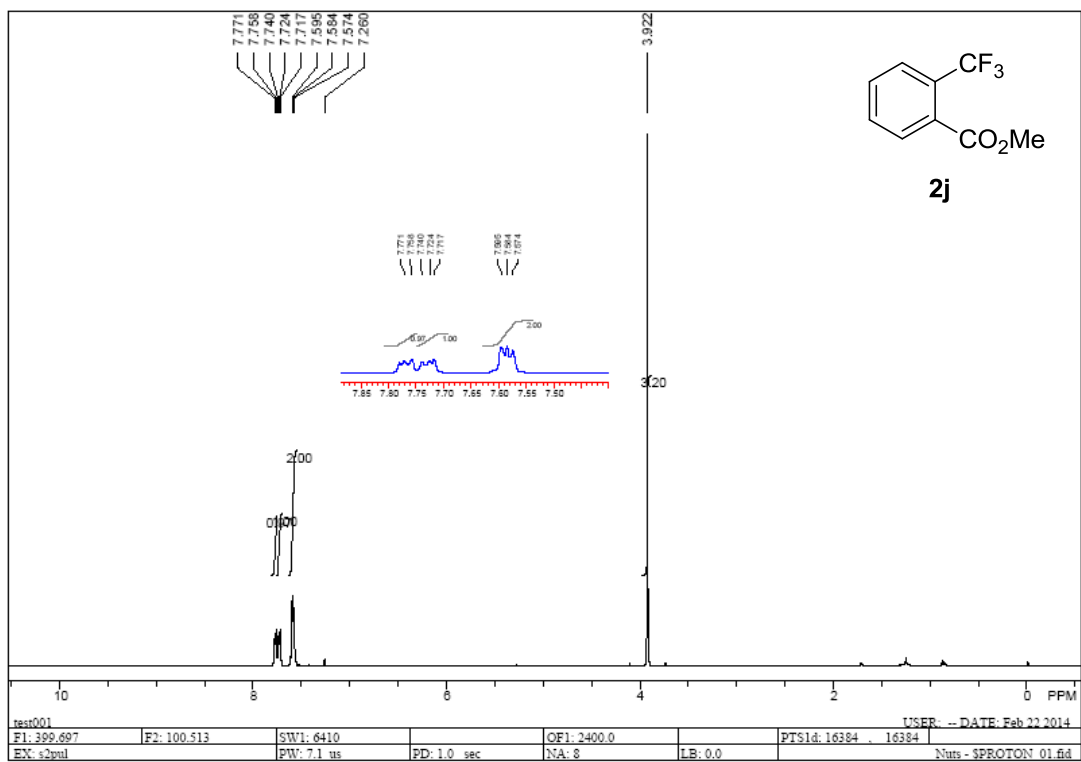 7.771 7.758 7.740 7.724 7.717 7.595 7.584 7.574 7.260
3.922
CF3
CO2Me
2j
7.771 7.758 7.740 7.724 7.717 7.595 7.584 7.574
0.97 1.00 2.00
7.85 7.80 7.75 7.70 7.65 7.60 7.55 7.50
3.20
2.00
10 8 6 4 2 0 PPM
test001 USER: -- DATE: Feb 22 2014
F1: 399.697 F2: 100.513 SW1: 6410 OF1: 2400.0 PTS1d: 16384 , 16384
EX: s2pul PW: 7.1 us PD: 1.0 sec NA: 8 LB: 0.0 Nuts - $PROTON_01.fid